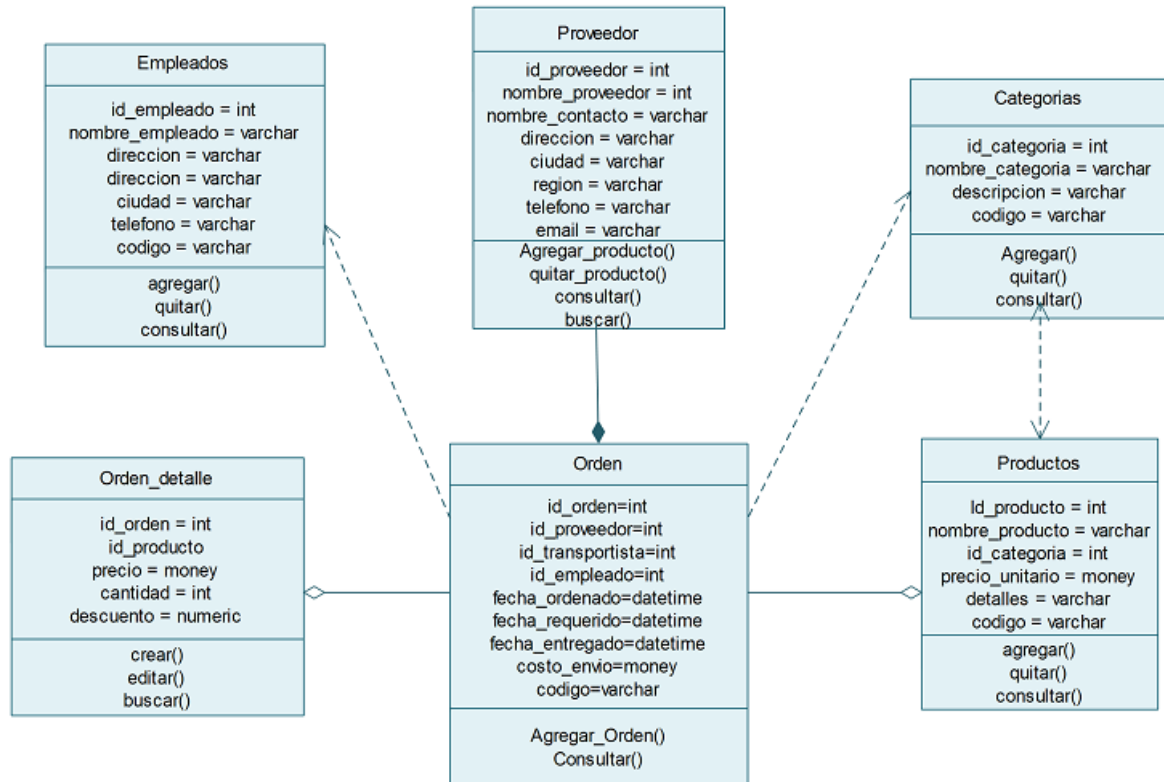 Empleados
id_empleado = int
nombre_empleado = varchar
direccion = varchar
direccion = varchar
ciudad = varchar
telefono = varchar
codigo = varchar
agregar()
quitar()
consultar()
Proveedor
id_proveedor = int
nombre_proveedor = int
nombre_contacto = varchar
direccion = varchar
ciudad = varchar
region = varchar
telefono = varchar
email = varchar
Agregar_producto()
quitar_producto()
consultar()
buscar()
Categorias
id_categoria = int
nombre_categoria = varchar
descripcion = varchar
codigo = varchar
Agregar()
quitar()
consultar()
Orden_detalle
id_orden = int
id_producto
precio = money
cantidad = int
descuento = numeric
crear()
editar()
buscar()
Orden
id_orden=int
id_proveedor=int
id_transportista=int
id_empleado=int
fecha_ordenado=datetime
fecha_requerido=datetime
fecha_entregado=datetime
costo_envio=money
codigo=varchar
Agregar_Orden()
Consultar()
Productos
Id_producto = int
nombre_producto = varchar
id_categoria = int
precio_unitario = money
detalles = varchar
codigo = varchar
agregar()
quitar()
consultar()